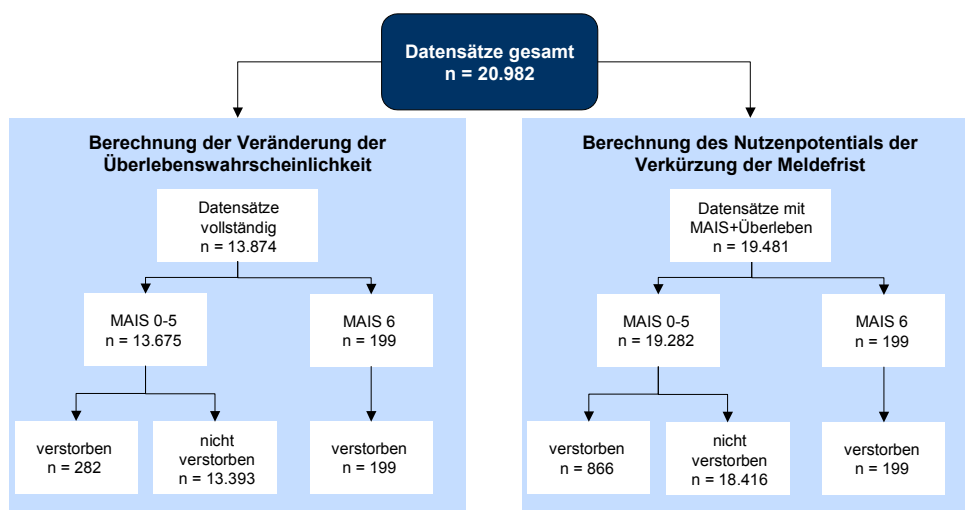 Datensätze gesamt
n = 20.982
Berechnung der Veränderung der
Überlebenswahrscheinlichkeit
Datensätze
vollständig
n = 13.874
MAIS 0-5
n = 13.675
MAIS 6
n = 199
verstorben
n = 282
nicht
verstorben
n = 13.393
verstorben
n = 199
Berechnung des Nutzenpotentials der
Verkürzung der Meldefrist
Datensätze mit
MAIS+Überleben
n = 19.481
MAIS 0-5
n = 19.282
MAIS 6
n = 199
verstorben
n = 866
nicht
verstorben
n = 18.416
verstorben
n = 199